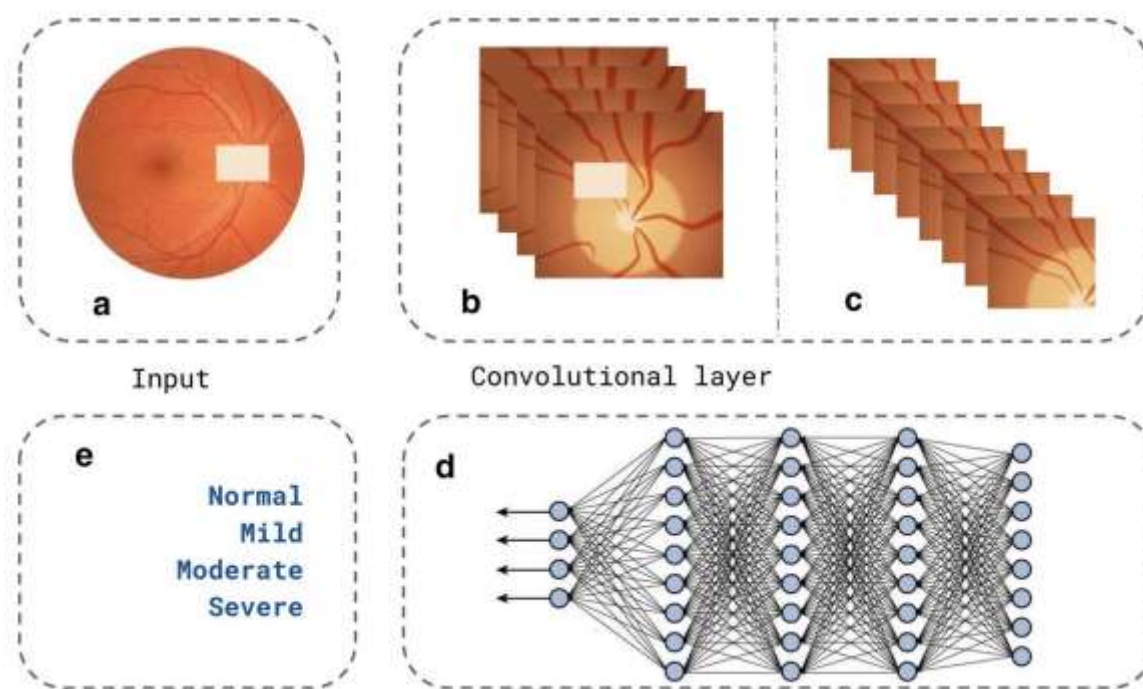 a
b
c
Input
Convolutional layer
e
Normal
Mild
Moderate
Severe
d